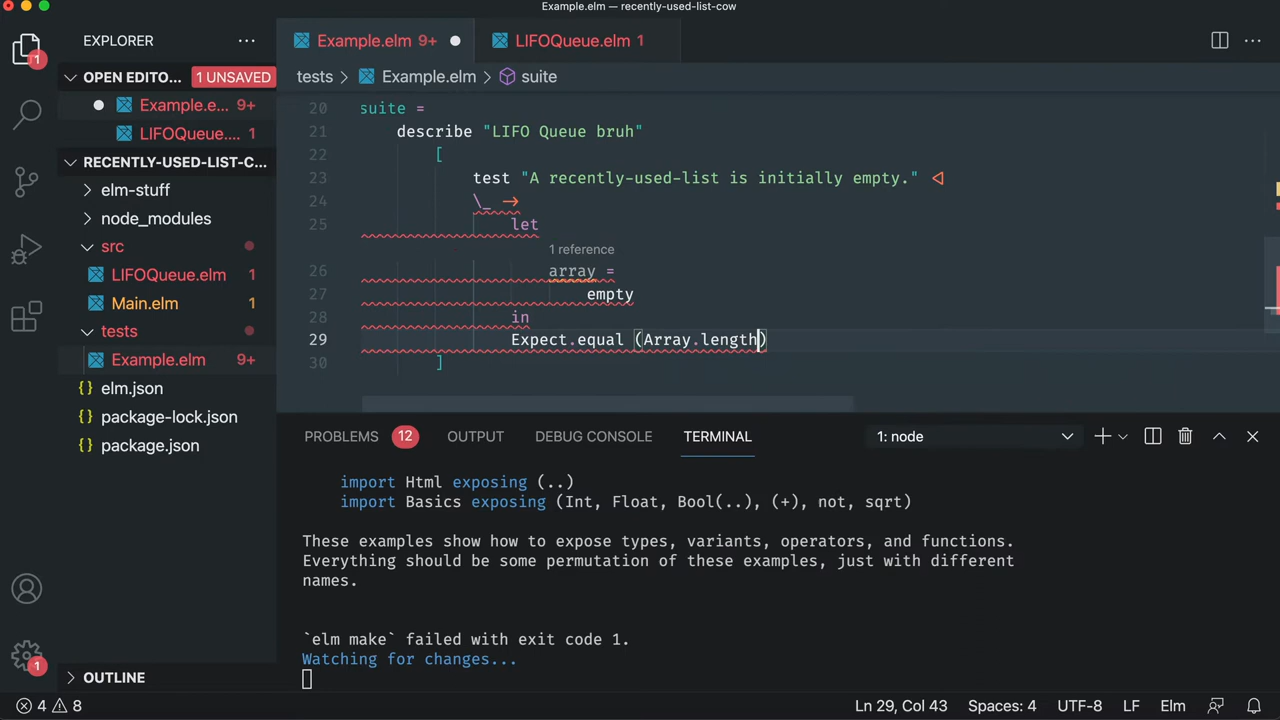 Example.elm — recently-used-list-cow
1
EXPLORER
Example.elm 9+
LIFOQueue.elm 1
OPEN EDITO... 1 UNSAVED
Example.e... 9+
LIFOQueue.... 1
RECENTLY-USED-LIST-C...
elm-stuff
node_modules
src
LIFOQueue.elm 1
Main.elm 1
tests
Example.elm 9+
{} elm.json
{} package-lock.json
{} package.json
OUTLINE
tests > Example.elm > suite
20 suite =
21 describe "LIFO Queue bruh"
22 [
23 test "A recently-used-list is initially empty." <|
24 \_ ->
25 let
1 reference
26 array =
27 empty
28 in
29 Expect.equal (Array.length)
30 ]
PROBLEMS 12 OUTPUT DEBUG CONSOLE TERMINAL 1: node
import Html exposing (..)
import Basics exposing (Int, Float, Bool(..), (+), not, sqrt)
These examples show how to expose types, variants, operators, and functions.
Everything should be some permutation of these examples, just with different
names.
`elm make` failed with exit code 1.
Watching for changes...
1
4 8 Ln 29, Col 43 Spaces: 4 UTF-8 LF Elm